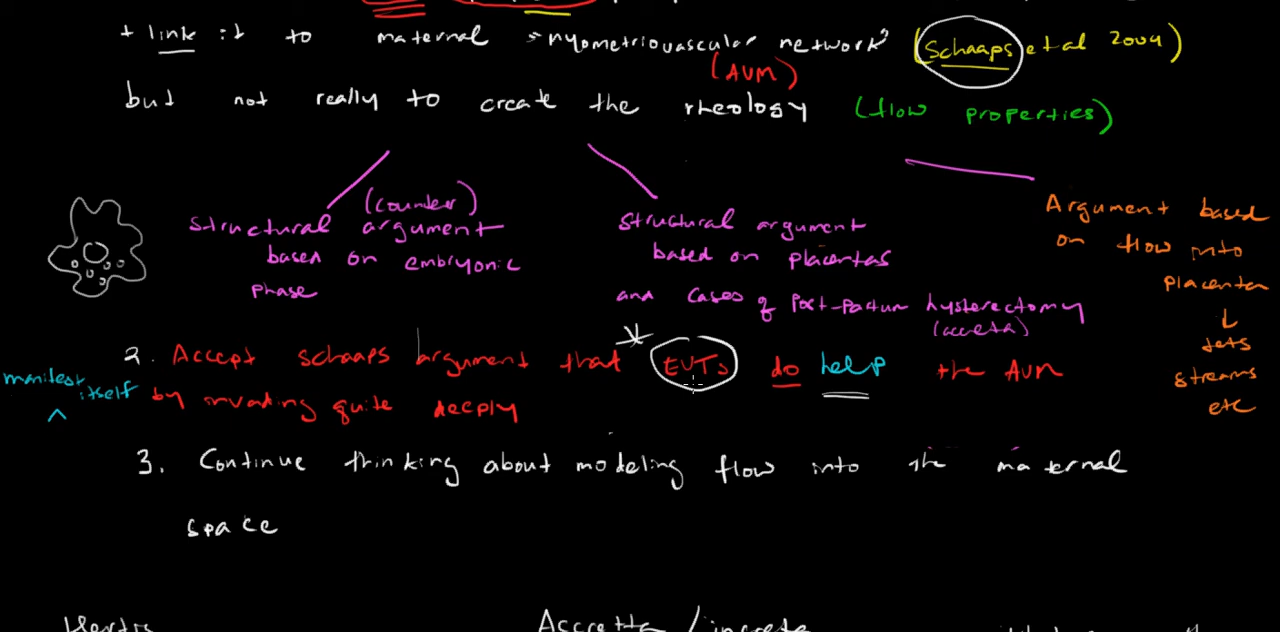 + link it to maternal "myometriovascular network" (Schaaps et al 2004)
(AVM)
but not really to create the rheology (flow properties)
Structural (counter) argument
based on embryonic
phase
Structural argument
based on placentas
and cases of Post-partum hysterectomy
(acceta)
Argument based
on flow into
placenta
↓
Jets
streams
etc
2. Accept schaaps argument that * EVTs do help the AVM
manifest itself
^
by invading quite deeply
3. Continue thinking about modeling flow into the maternal
space
Accretta / increta